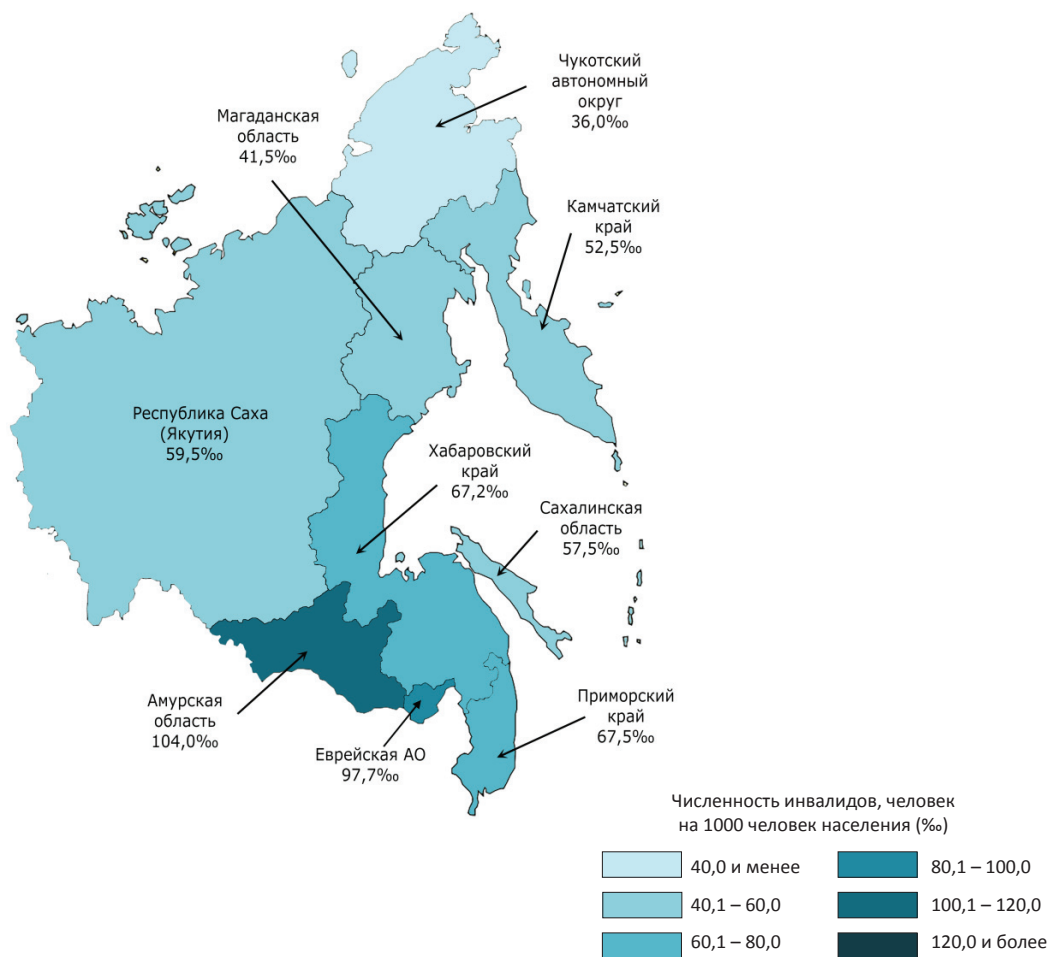 Чукотский
автономный
округ
36,0‰
Магаданская
область
41,5‰
Камчатский
край
52,5‰
Республика Саха
(Якутия)
59,5‰
Хабаровский
край
67,2‰
Сахалинская
область
57,5‰
Амурская
область
104,0‰
Еврейская АО
97,7‰
Приморский
край
67,5‰
Численность инвалидов, человек
на 1000 человек населения (‰)
40,0 и менее
40,1 – 60,0
60,1 – 80,0
80,1 – 100,0
100,1 – 120,0
120,0 и более